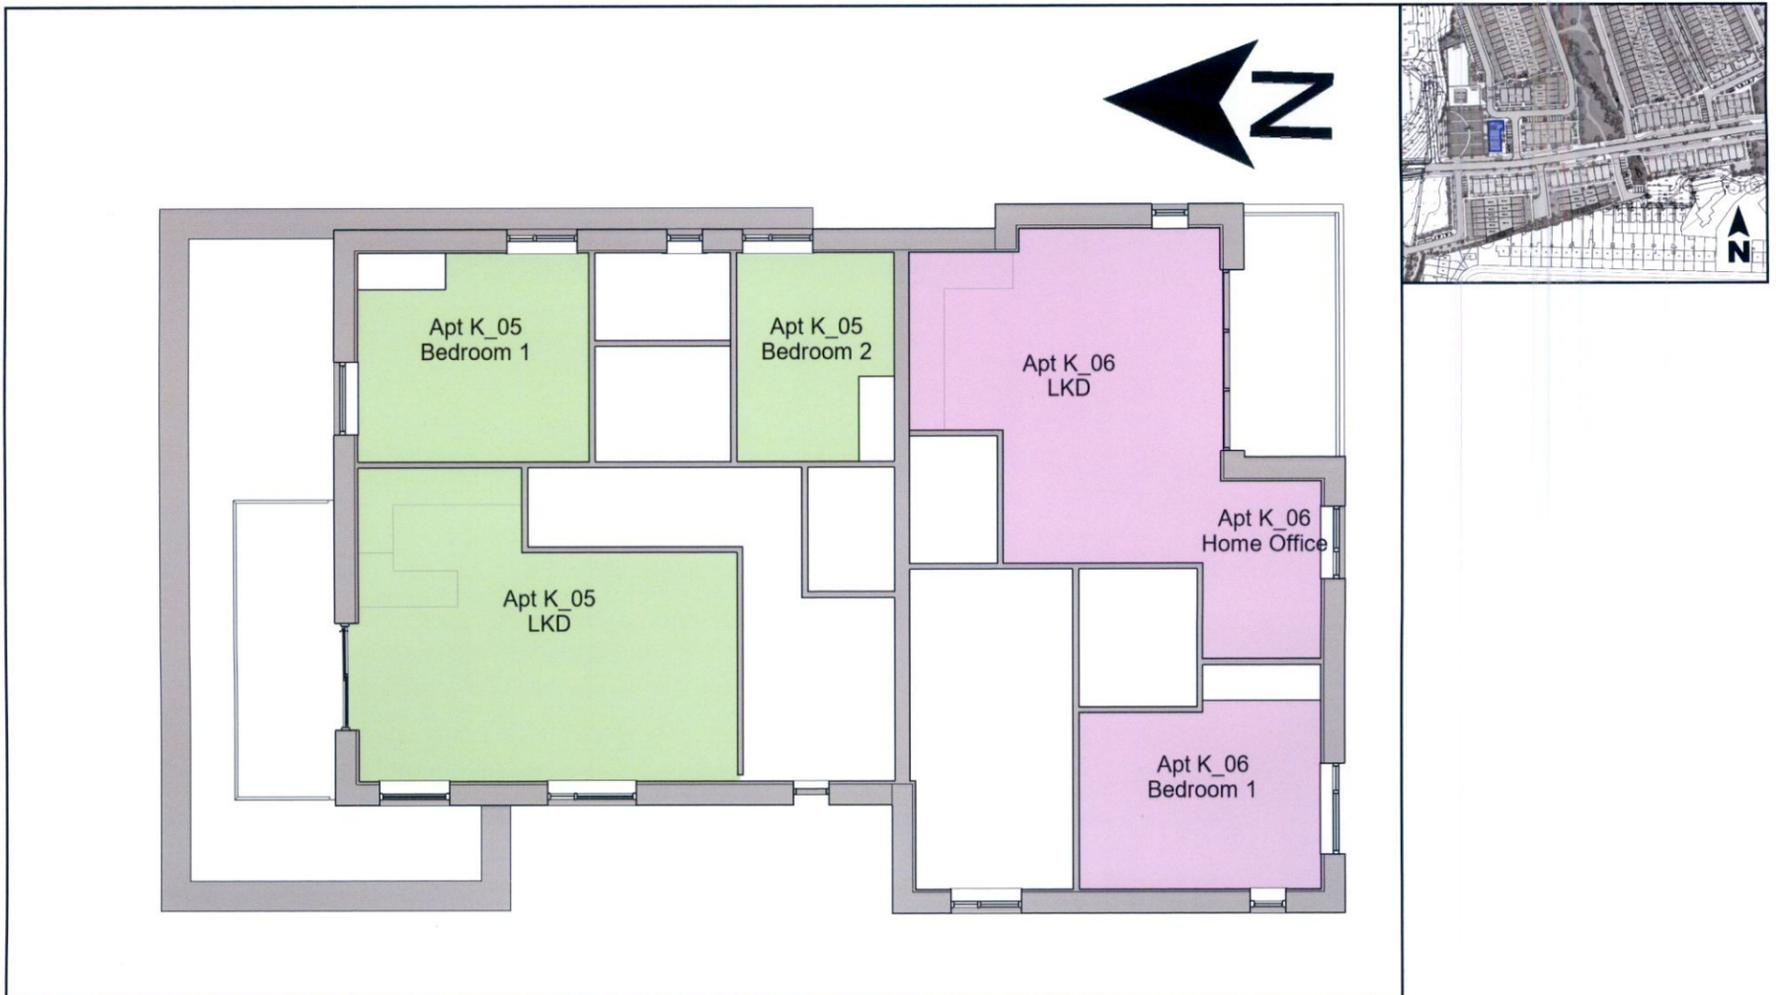 N
N
Apt K_05
Bedroom 1
Apt K_05
Bedroom 2
Apt K_06
LKD
Apt K_06
Home Office
Apt K_05
LKD
Apt K_06
Bedroom 1